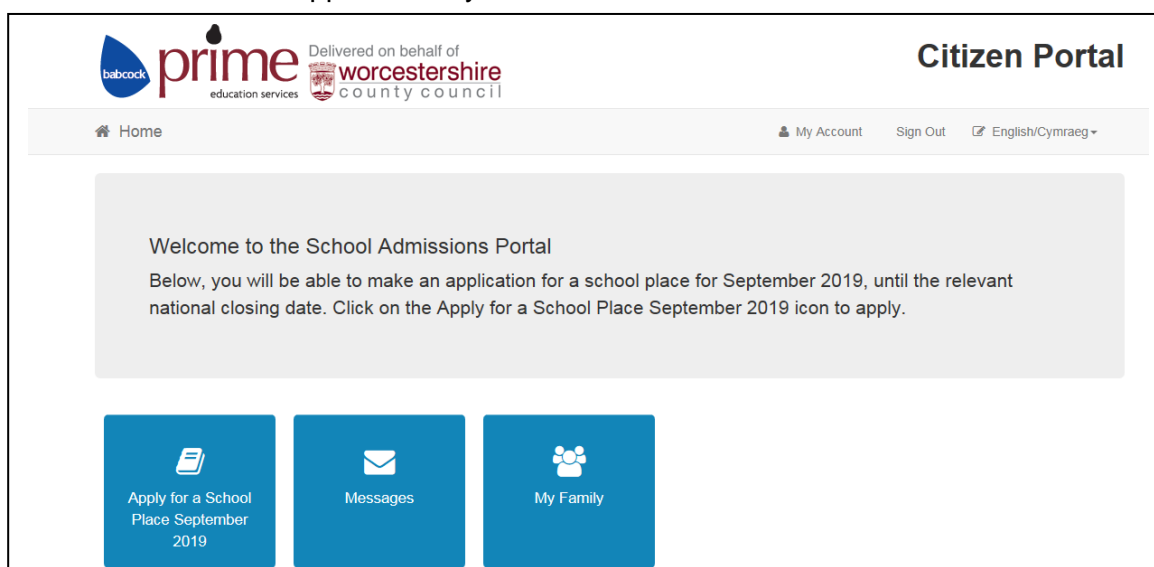 babcock prime education services
Delivered on behalf of
worcestershire
county council
Citizen Portal
Home
My Account
Sign Out
English/Cymraeg
Welcome to the School Admissions Portal
Below, you will be able to make an application for a school place for September 2019, until the relevant
national closing date. Click on the Apply for a School Place September 2019 icon to apply.
Apply for a School
Place September
2019
Messages
My Family